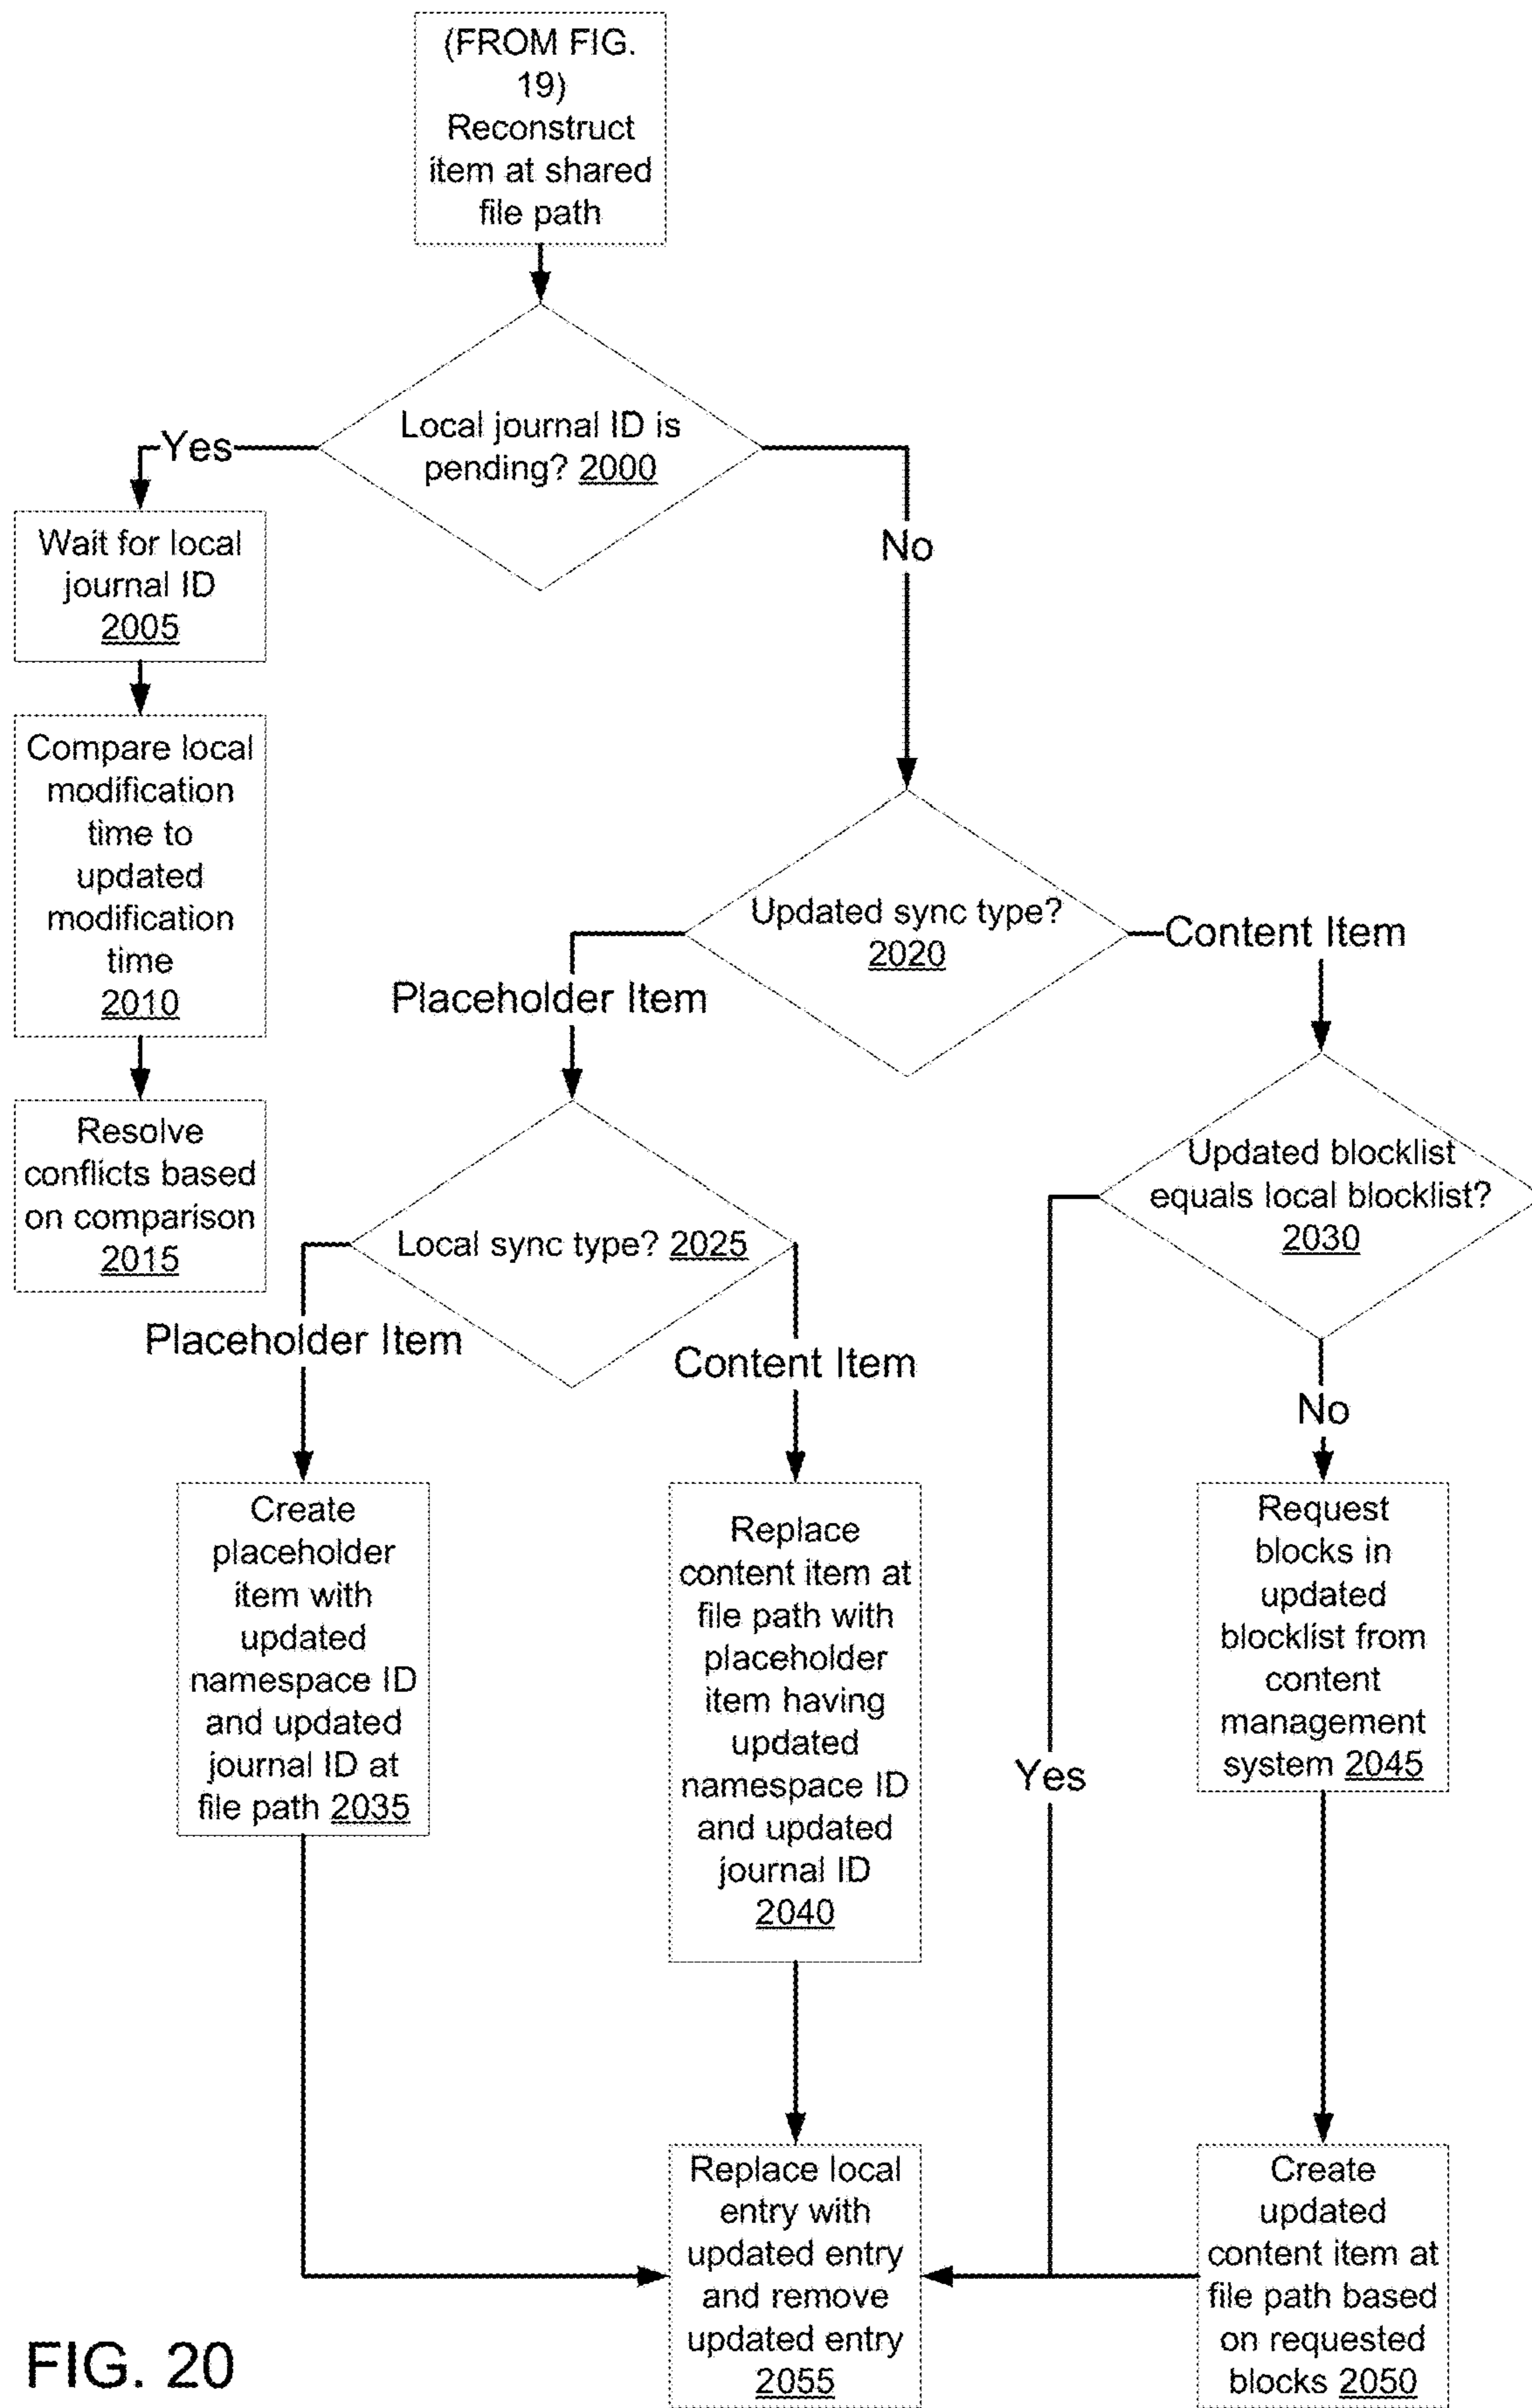 (FROM FIG.
19)
Reconstruct
item at shared
file path
Local journal ID is
pending? 2000
Yes
No
Wait for local
journal ID
2005
Compare local
modification
time to
updated
modification
time
2010
Resolve
conflicts based
on comparison
2015
Updated sync type?
2020
Placeholder Item
Content Item
Local sync type? 2025
Updated blocklist
equals local blocklist?
2030
Placeholder Item
Content Item
No
Yes
Create
placeholder
item with
updated
namespace ID
and updated
journal ID at
file path 2035
Replace
content item at
file path with
placeholder
item having
updated
namespace ID
and updated
journal ID
2040
Request
blocks in
updated
blocklist from
content
management
system 2045
Replace local
entry with
updated entry
and remove
updated entry
2055
Create
updated
content item at
file path based
on requested
blocks 2050
FIG. 20